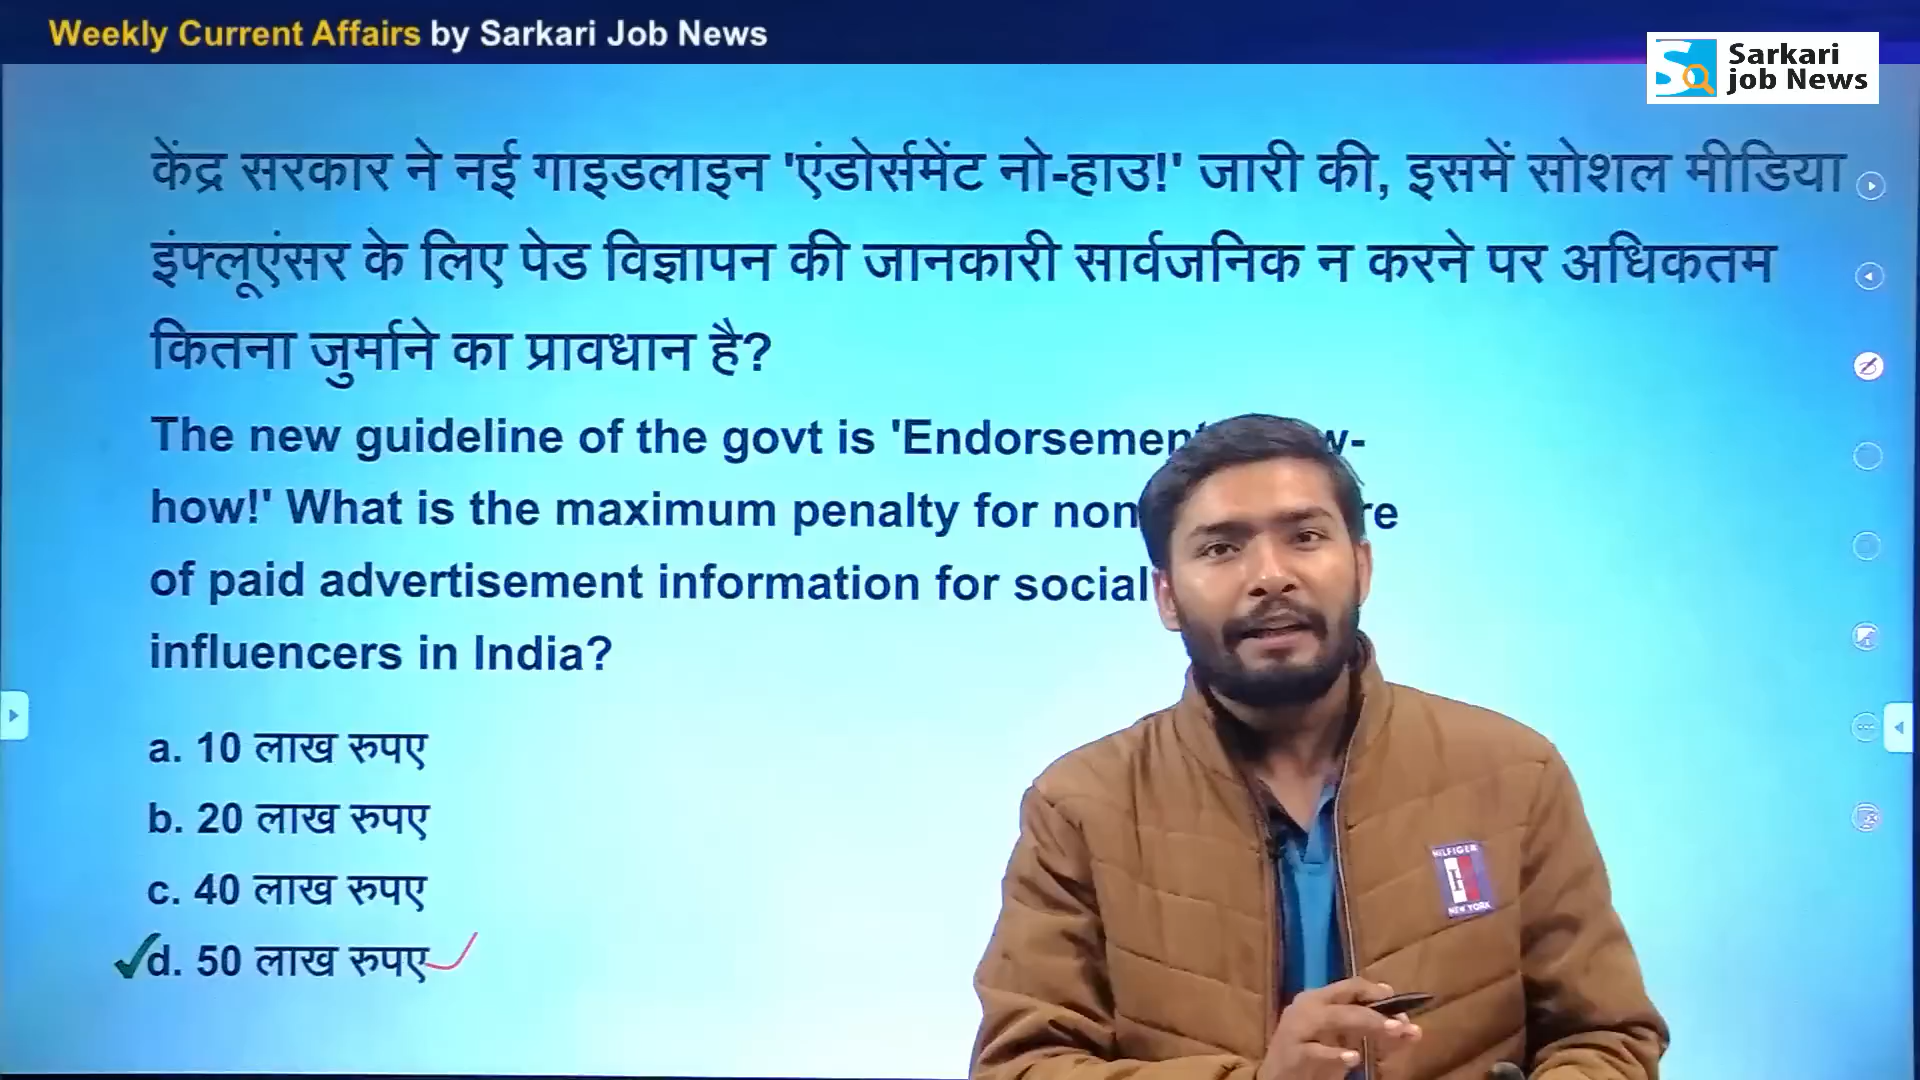 Weekly Current Affairs by Sarkari Job News
Sarkari
job News
केंद्र सरकार ने नई गाइडलाइन 'एंडोर्समेंट नो-हाउ!' जारी की, इसमें सोशल मीडिया
इंफ्लूएंसर के लिए पेड विज्ञापन की जानकारी सार्वजनिक न करने पर अधिकतम
कितना जुर्माने का प्रावधान है?
The new guideline of the govt is
how!' What is the maximum penalty for
of paid advertisement information for social
influencers in India?
a. 10 लाख रुपए
b. 20 लाख रुपए
c. 40 लाख रुपए
d. 50 लाख रुपए
HILFIGER
NEW YORK